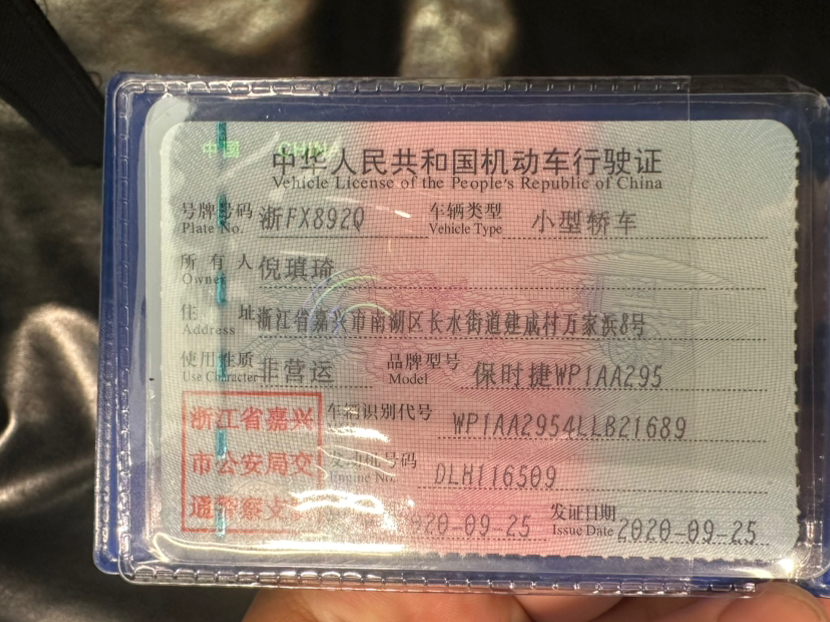 中国 CHINA
中华人民共和国机动车行驶证
Vehicle License of the People's Republic of China
号牌号码 浙FX892Q 车辆类型 小型轿车
Plate No. Vehicle Type
所有人 倪瑱琦
Owner
住址 浙江省嘉兴市南湖区长水街道建成村万家浜8号
Address
使用性质 非营运 品牌型号 保时捷WP1AA295
Use Character Model
浙江省嘉兴 车辆识别代号 WP1AA2954LLB21689
市公安局交 发动机号码 DLH116509
Engine No.
通警察支 020-09-25 发证日期 2020-09-25
Issue Date